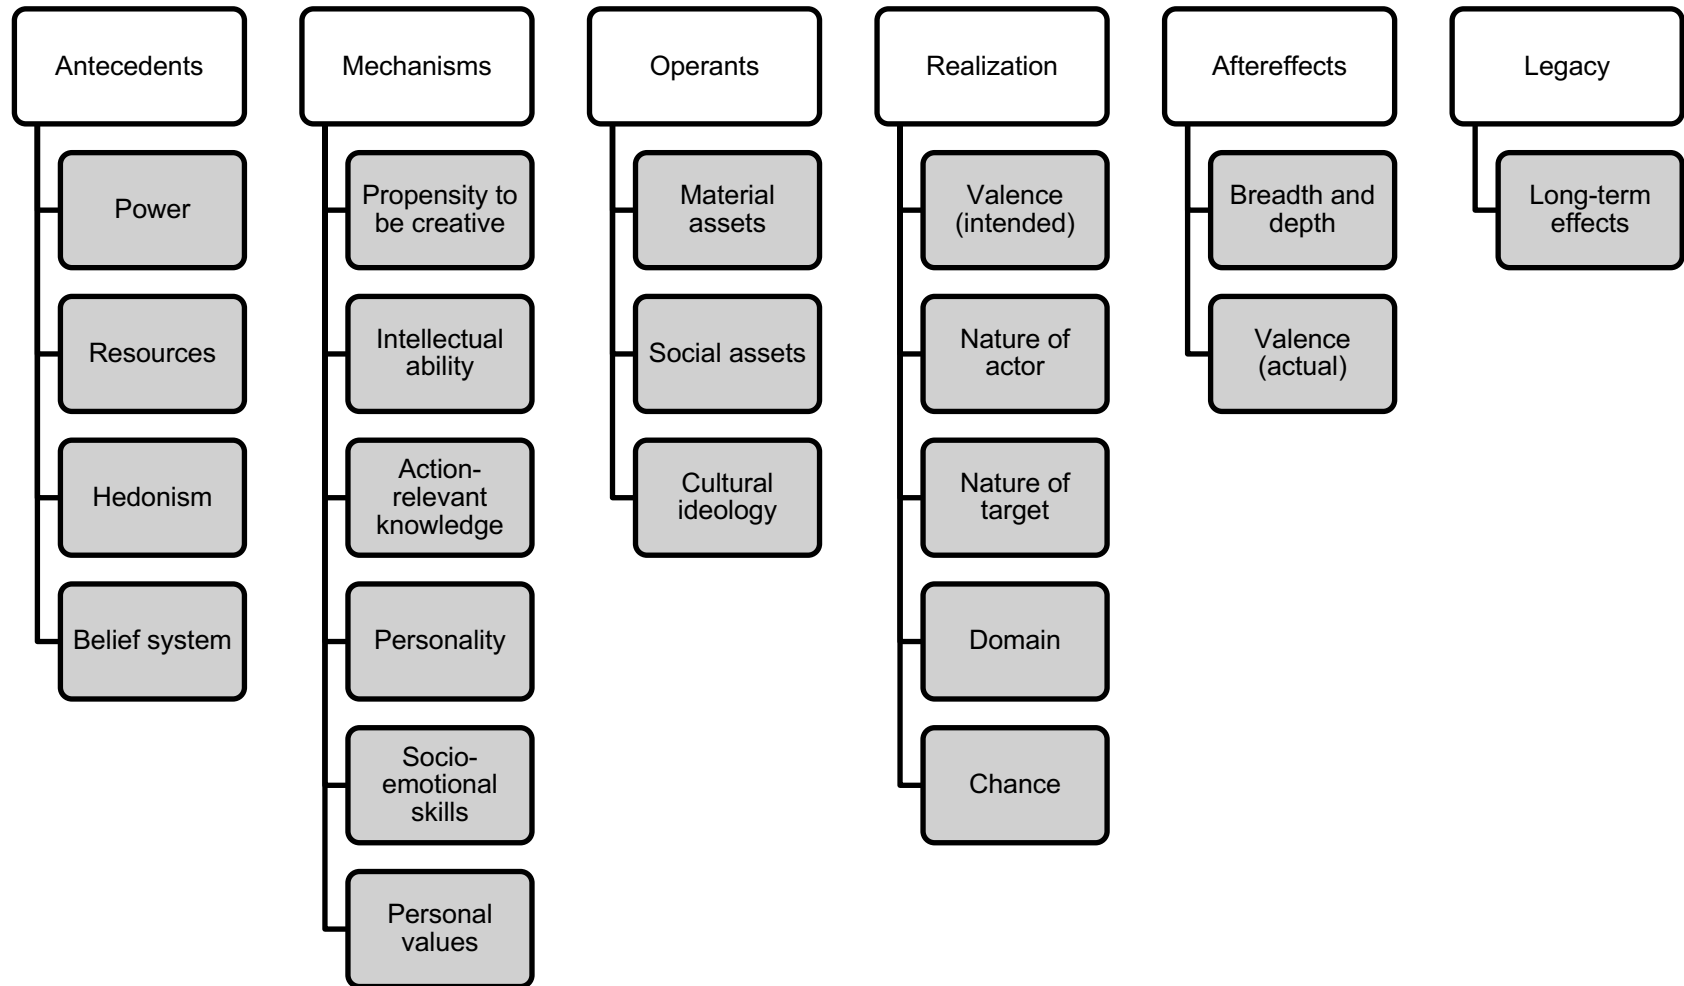 Antecedents
Power
Resources
Hedonism
Belief system
Mechanisms
Propensity to
be creative
Intellectual
ability
Action-
relevant
knowledge
Personality
Socio-
emotional
skills
Personal
values
Operants
Material
assets
Social assets
Cultural
ideology
Realization
Valence
(intended)
Nature of
actor
Nature of
target
Domain
Chance
Aftereffects
Breadth and
depth
Valence
(actual)
Legacy
Long-term
effects